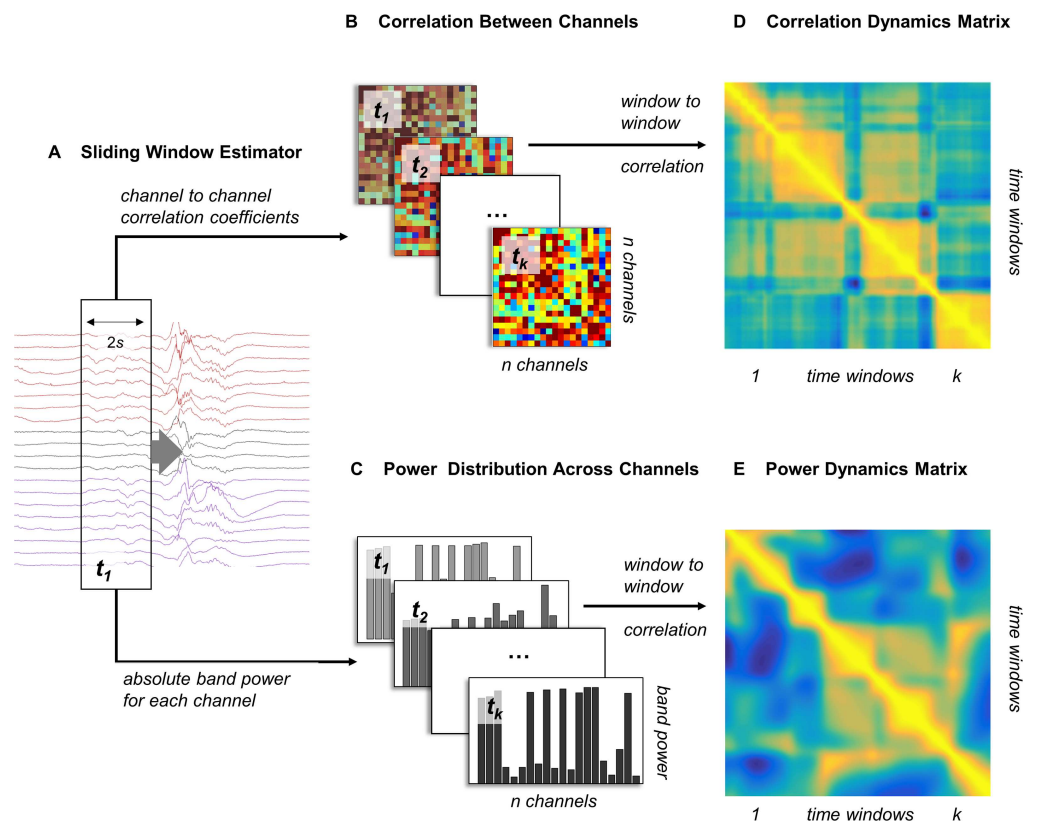 A Sliding Window Estimator
channel to channel
correlation coefficients
2s
t1
absolute band power
for each channel
B Correlation Between Channels
t1
t2
...
tk
n channels
n channels
window to
window
correlation
C Power Distribution Across Channels
t1
t2
...
tk
band power
n channels
window to
window
correlation
D Correlation Dynamics Matrix
time windows
1 time windows k
E Power Dynamics Matrix
time windows
1 time windows k